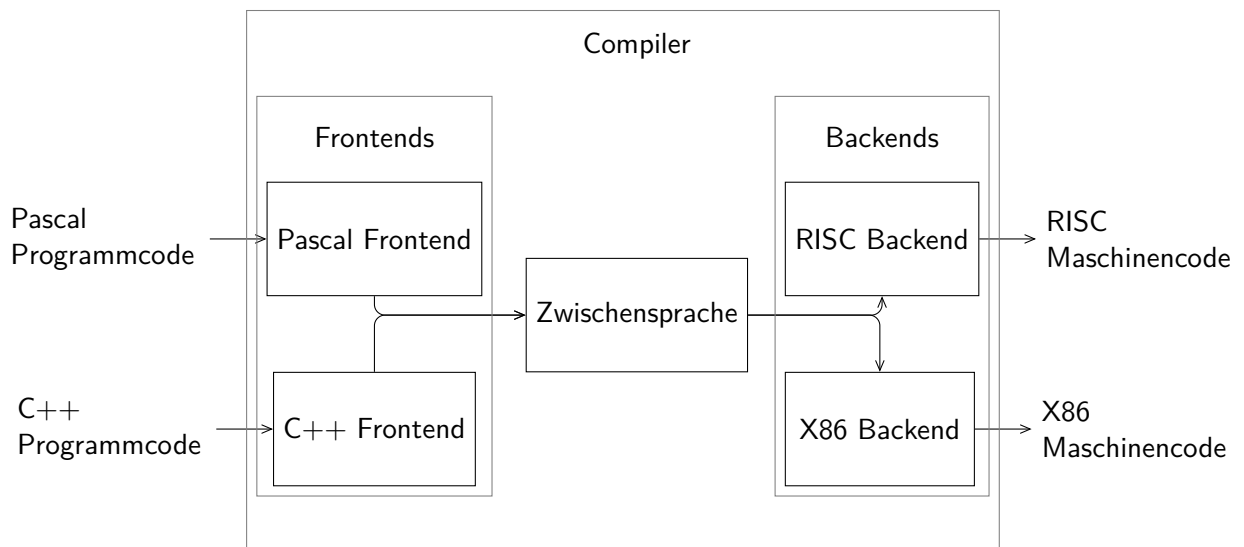 Compiler
Frontends
Backends
Pascal
Programmcode
Pascal Frontend
RISC Backend
RISC
Maschinencode
Zwischensprache
C++
Programmcode
C++ Frontend
X86 Backend
X86
Maschinencode